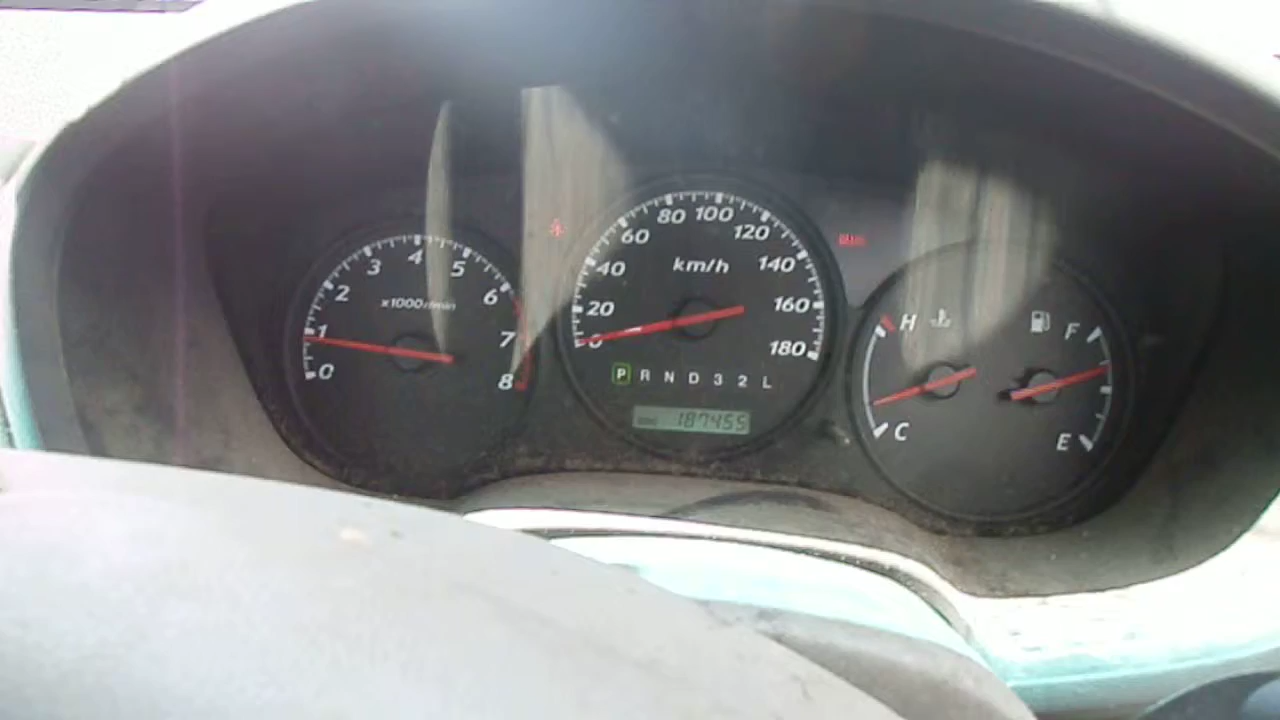 0 1 2 3 4 5 6 7 8
x1000r/min
0 20 40 60 80 100 120 140 160 180
km/h
P R N D 3 2 L
187455
H C
F E